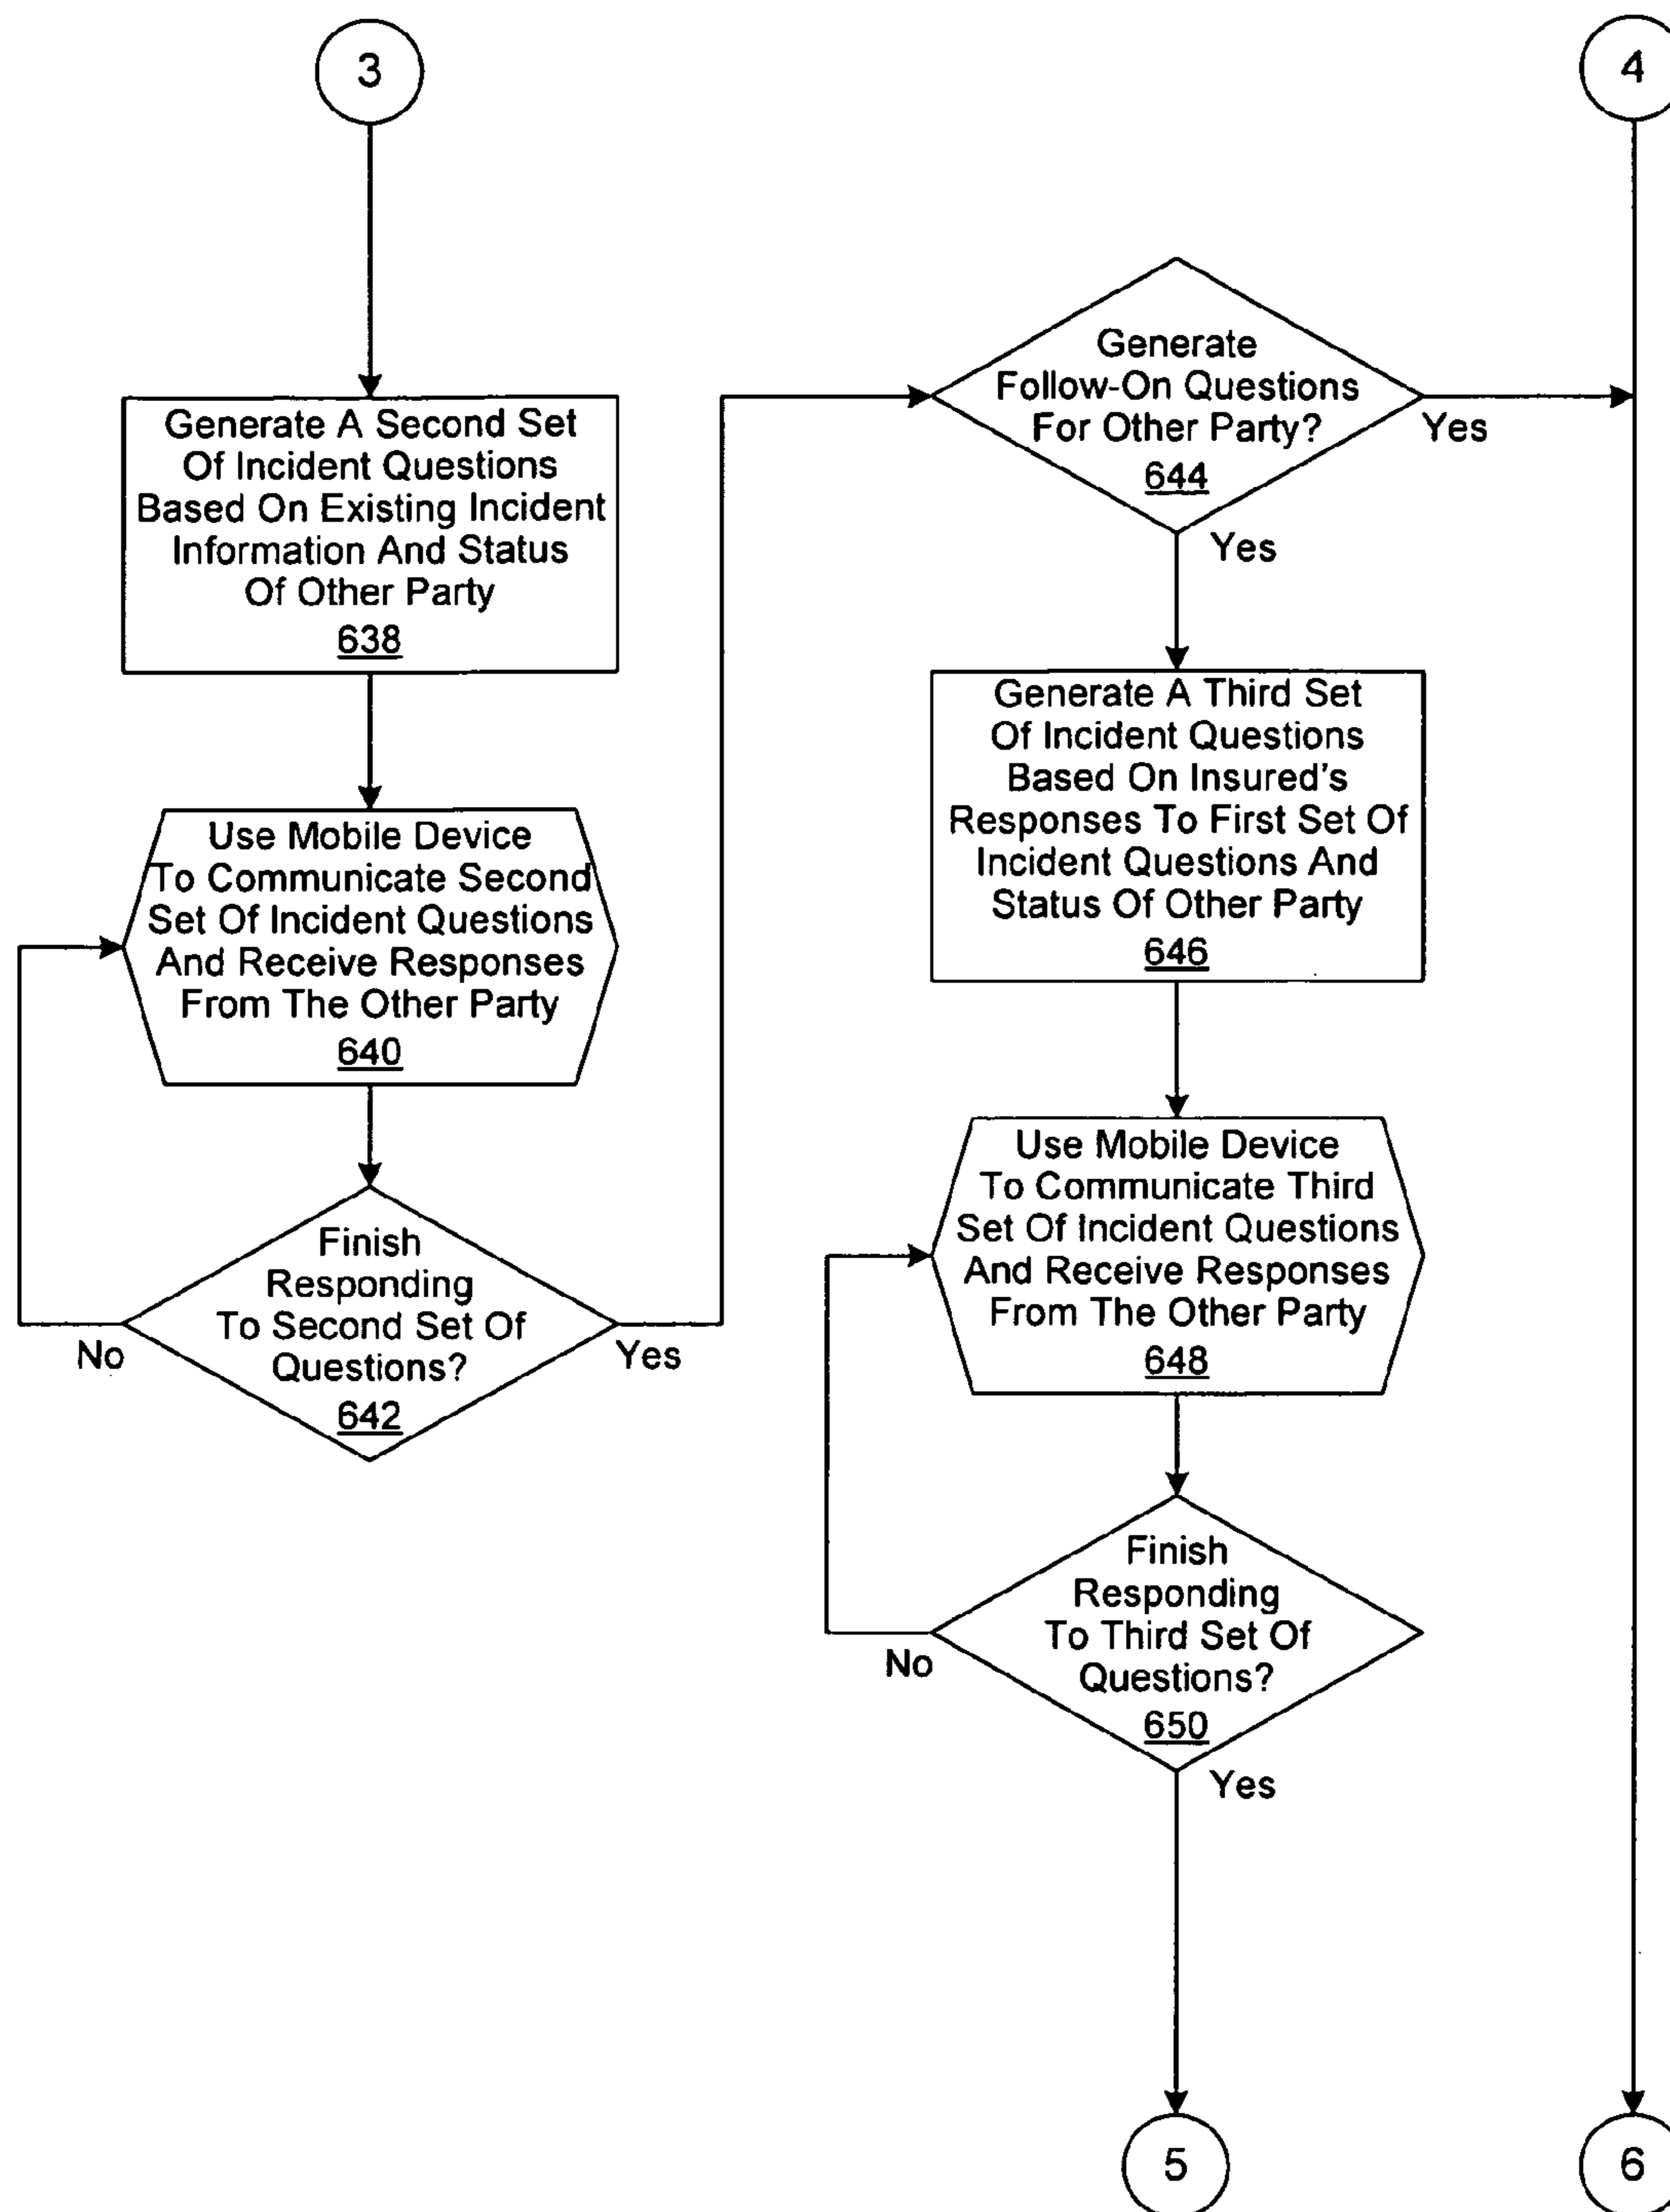 3
4
Generate A Second Set
Of Incident Questions
Based On Existing Incident
Information And Status
Of Other Party
638
Use Mobile Device
To Communicate Second
Set Of Incident Questions
And Receive Responses
From The Other Party
640
Finish
Responding
To Second Set Of
Questions?
642
No
Yes
Generate
Follow-On Questions
For Other Party?
644
Yes
Yes
Generate A Third Set
Of Incident Questions
Based On Insured's
Responses To First Set Of
Incident Questions And
Status Of Other Party
646
Use Mobile Device
To Communicate Third
Set Of Incident Questions
And Receive Responses
From The Other Party
648
Finish
Responding
To Third Set Of
Questions?
650
No
Yes
5
6